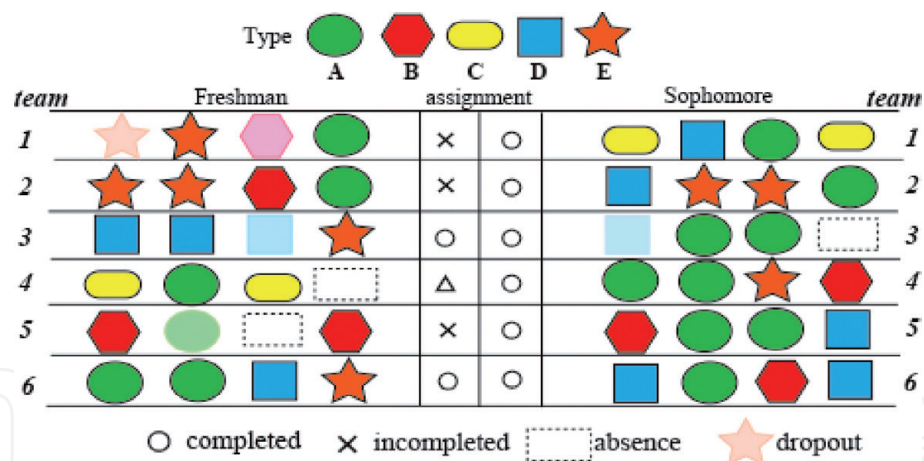 Type
A B C D E
team Freshman assignment Sophomore team
1 × ○ 1
2 × ○ 2
3 ○ ○ 3
4 △ ○ 4
5 × ○ 5
6 ○ ○ 6
○ completed × incompleted absence dropout